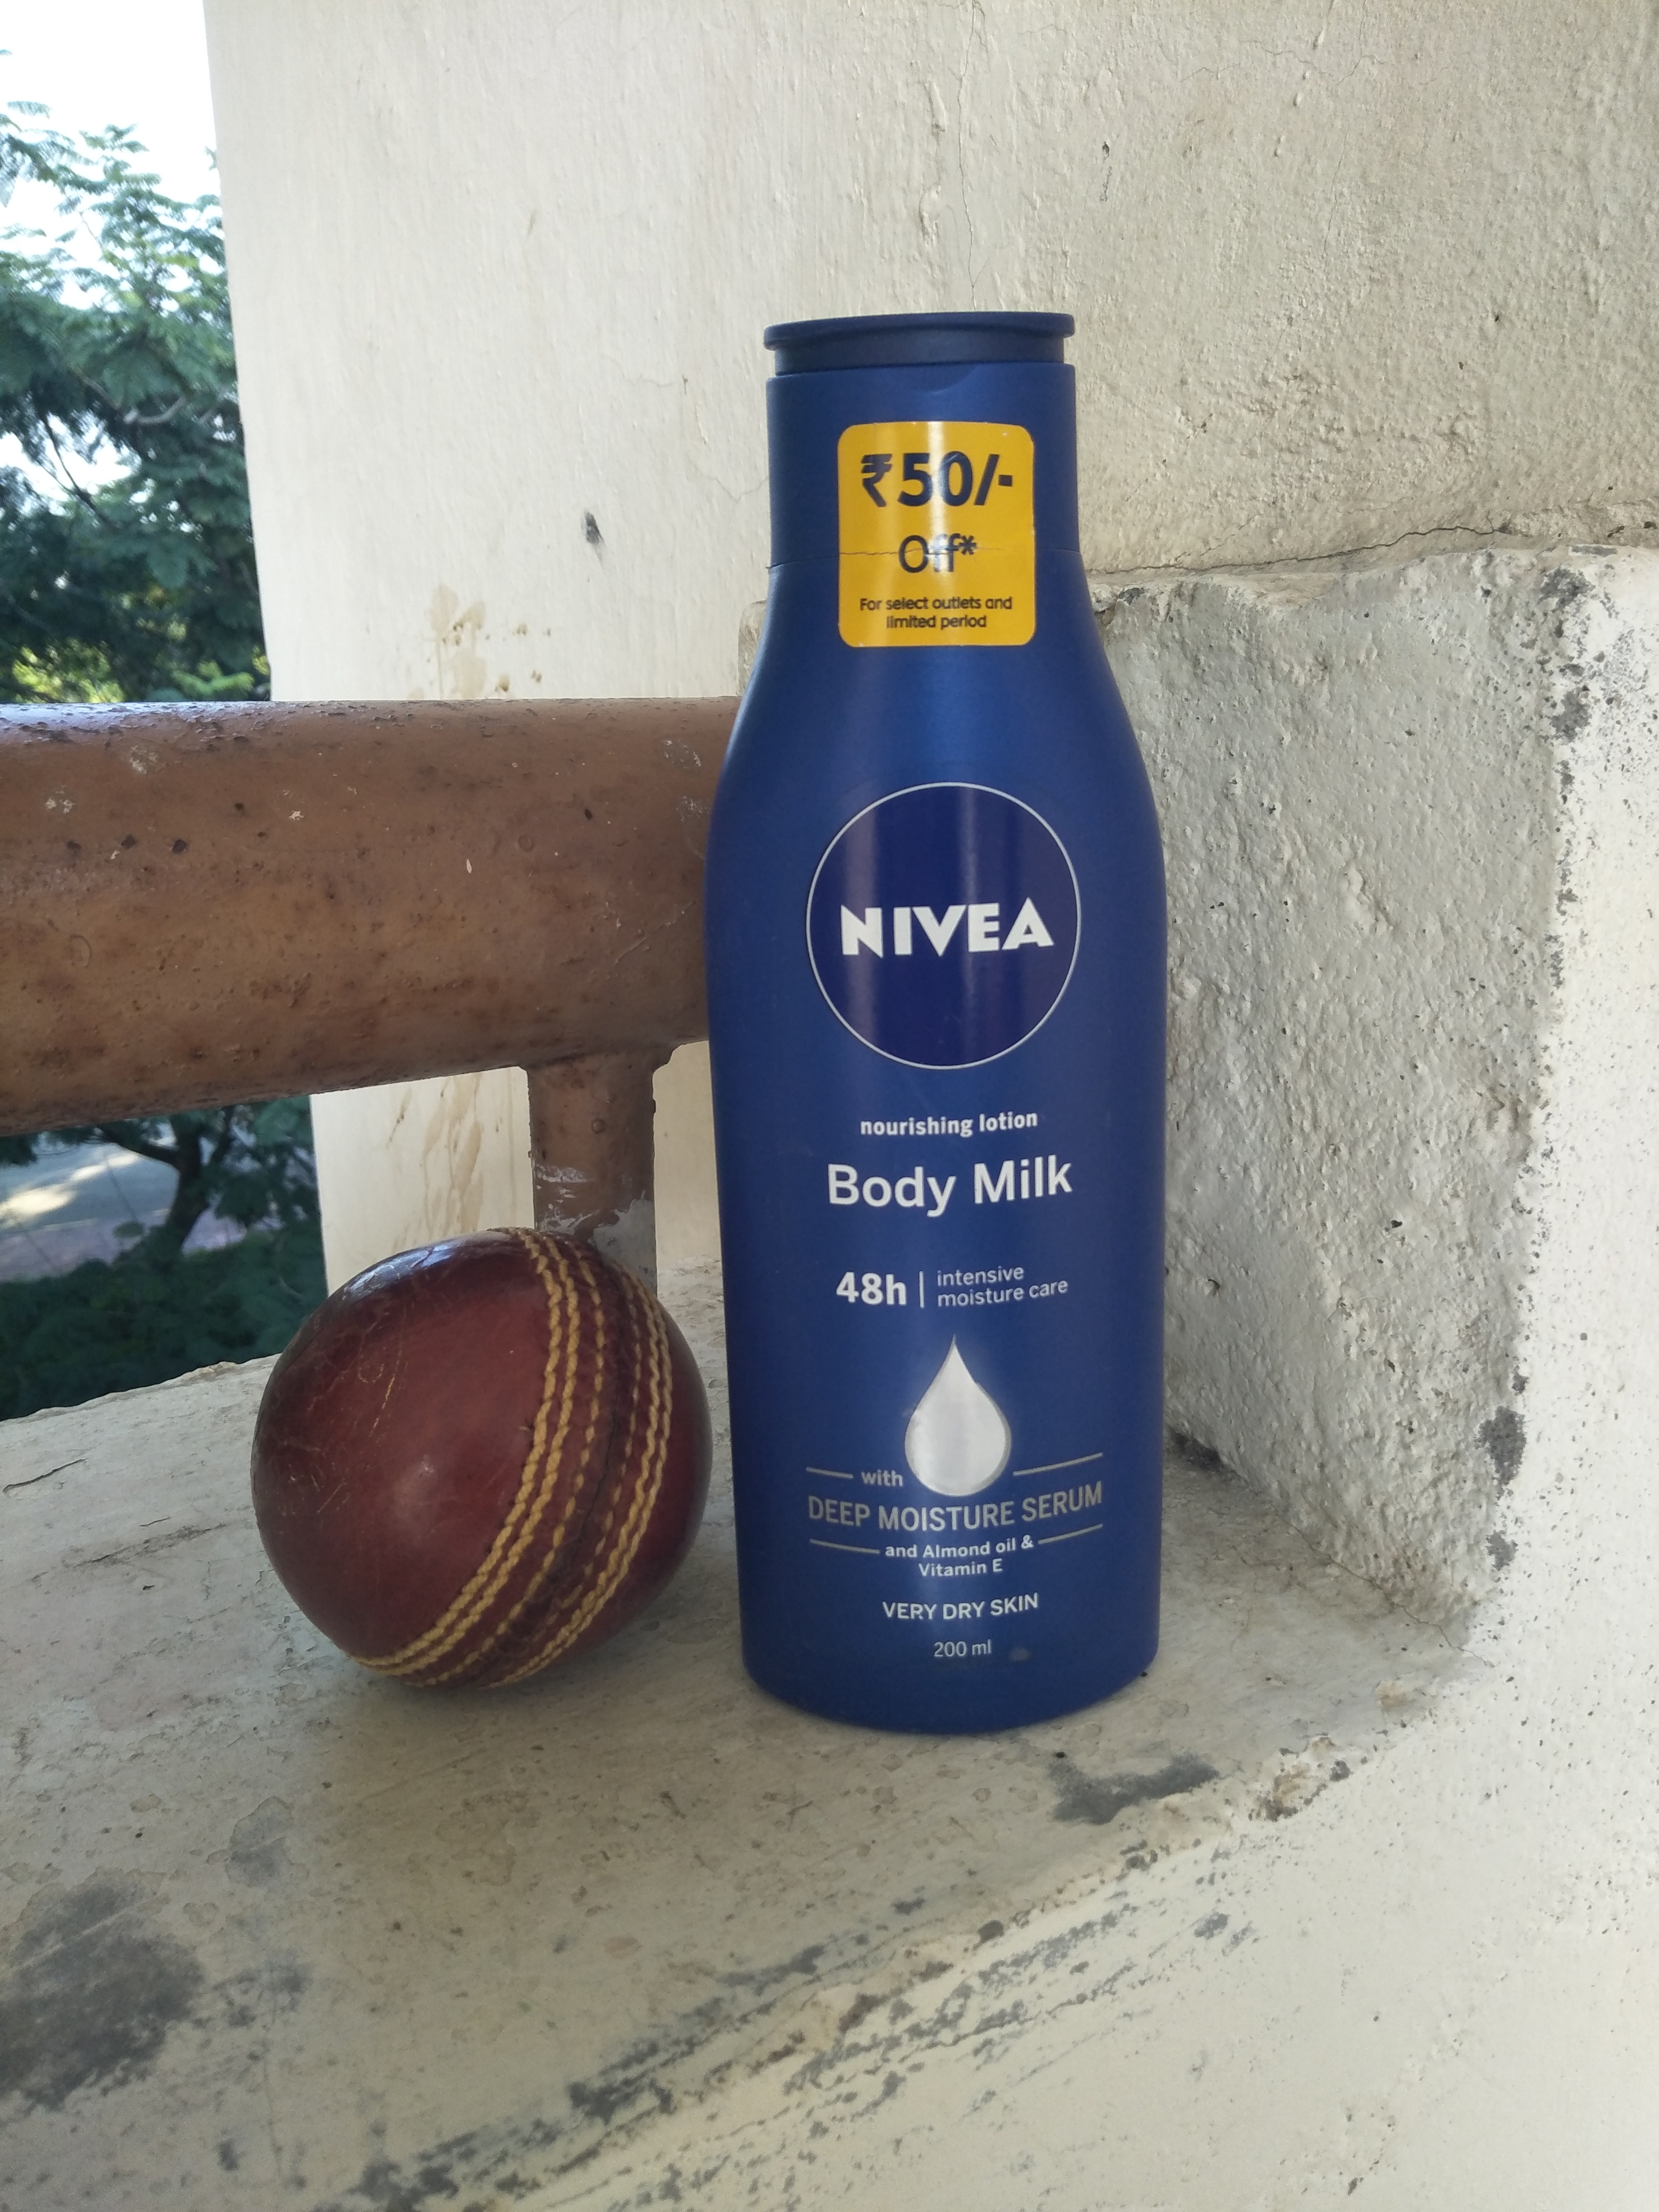 ₹50/-
Off*
For select outlets and
limited period
NIVEA
nourishing lotion
Body Milk
48h | intensive
moisture care
with
DEEP MOISTURE SERUM
and Almond oil &
Vitamin E
VERY DRY SKIN
200 ml